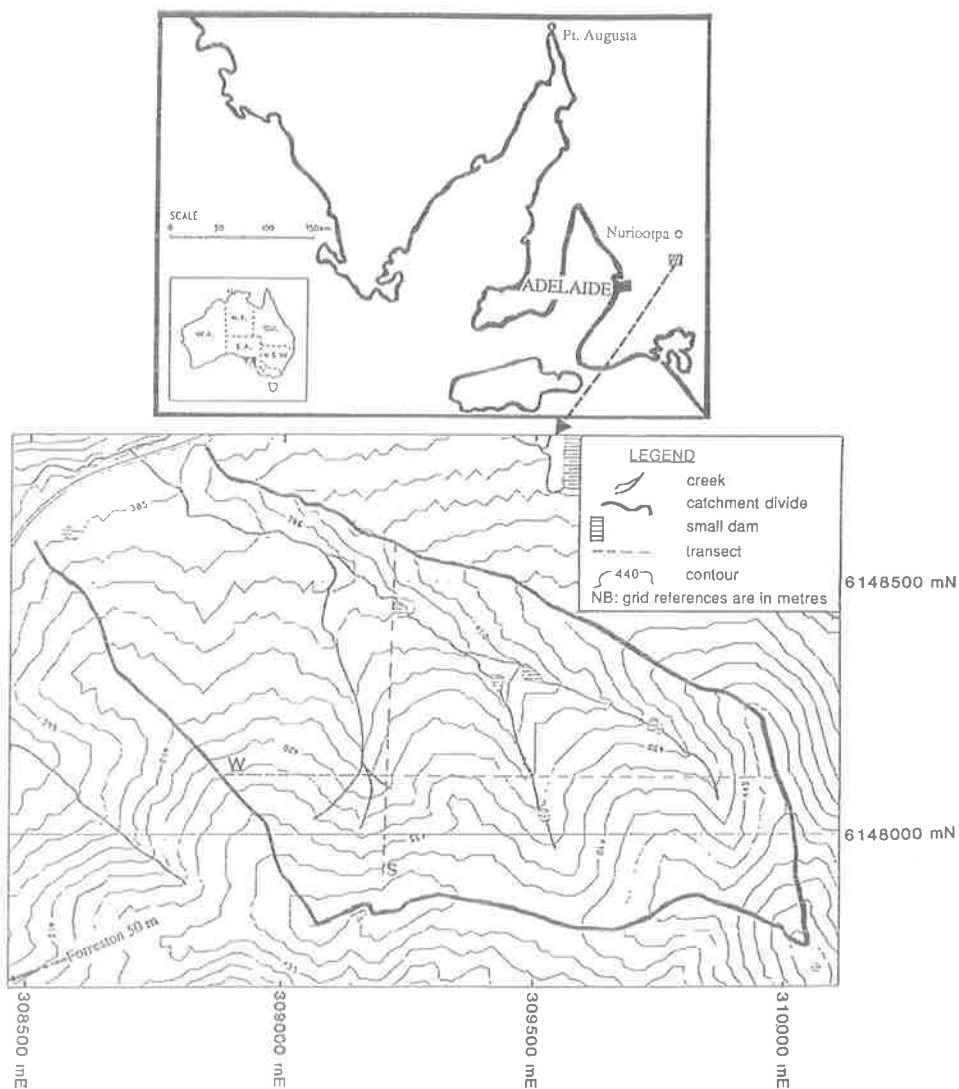 Pt. Augusta
SCALE
0 50 100 150km
Nuriootpa
ADELAIDE
W.A.
N.T.
S.A.
N S W
LEGEND
creek
catchment divide
small dam
transect
440 contour
NB: grid references are in metres
385
6148500 mN
W
420
445
6148000 mN
S
Forreston 50 m
308500 mE
309000 mE
309500 mE
310000 mE